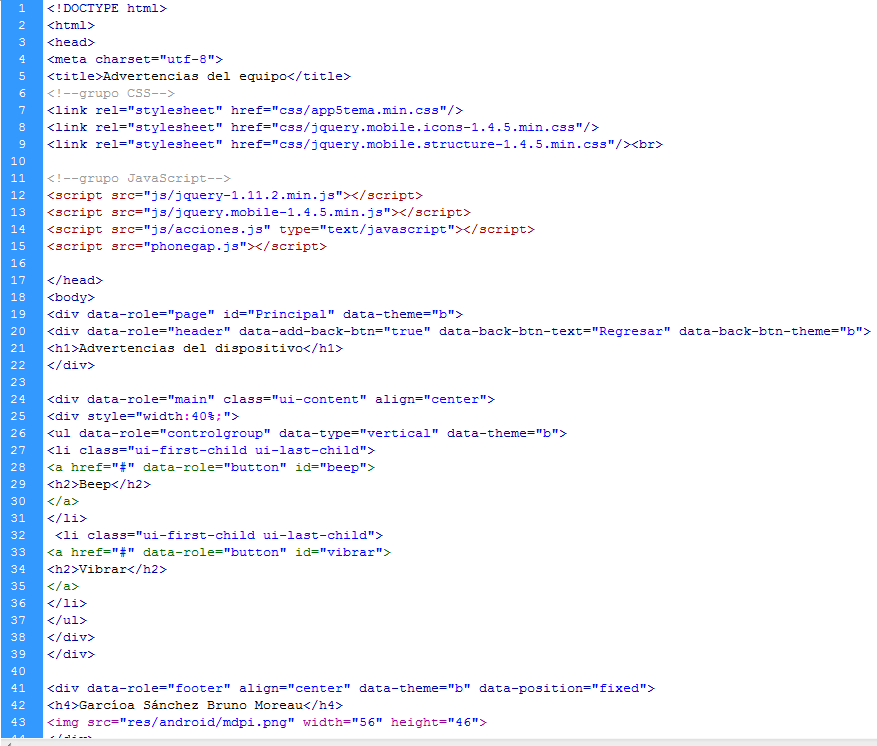 1 <!DOCTYPE html>
2 <html>
3 <head>
4 <meta charset="utf-8">
5 <title>Advertencias del equipo</title>
6 <!--grupo CSS-->
7 <link rel="stylesheet" href="css/app5tema.min.css"/>
8 <link rel="stylesheet" href="css/jquery.mobile.icons-1.4.5.min.css"/>
9 <link rel="stylesheet" href="css/jquery.mobile.structure-1.4.5.min.css"/><br>
10
11 <!--grupo JavaScript-->
12 <script src="js/jquery-1.11.2.min.js"></script>
13 <script src="js/jquery.mobile-1.4.5.min.js"></script>
14 <script src="js/acciones.js" type="text/javascript"></script>
15 <script src="phonegap.js"></script>
16
17 </head>
18 <body>
19 <div data-role="page" id="Principal" data-theme="b">
20 <div data-role="header" data-add-back-btn="true" data-back-btn-text="Regresar" data-back-btn-theme="b">
21 <h1>Advertencias del dispositivo</h1>
22 </div>
23
24 <div data-role="main" class="ui-content" align="center">
25 <div style="width:40%;">
26 <ul data-role="controlgroup" data-type="vertical" data-theme="b">
27 <li class="ui-first-child ui-last-child">
28 <a href="#" data-role="button" id="beep">
29 <h2>Beep</h2>
30 </a>
31 </li>
32 <li class="ui-first-child ui-last-child">
33 <a href="#" data-role="button" id="vibrar">
34 <h2>Vibrar</h2>
35 </a>
36 </li>
37 </ul>
38 </div>
39 </div>
40
41 <div data-role="footer" align="center" data-theme="b" data-position="fixed">
42 <h4>Garcíoa Sánchez Bruno Moreau</h4>
43 <img src="res/android/mdpi.png" width="56" height="46">
44 </div>